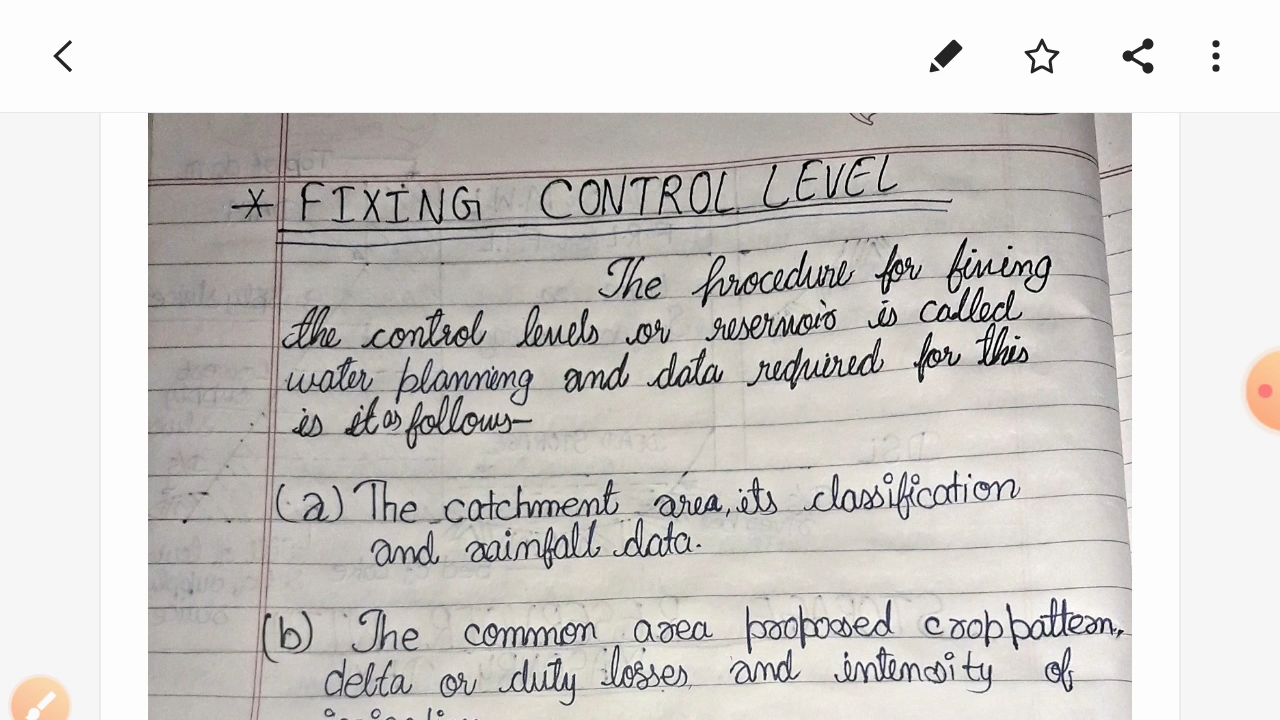 * FIXING CONTROL LEVEL
The procedure for fixing
the control levels or reservoir is called
water planning and data required for this
is it as follows-
(a) The catchment area, its classification
and rainfall data.
(b) The common area proposed crop pattern,
delta or duty losses and intensity of